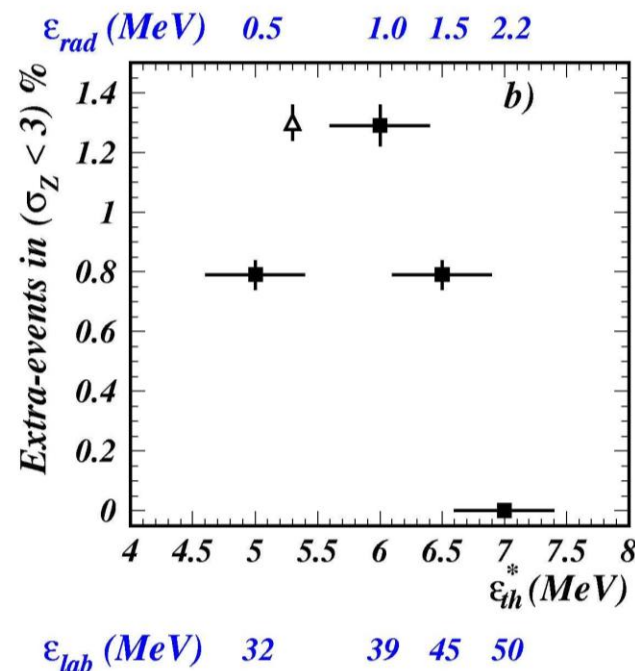 ε_rad (MeV) 0.5 1.0 1.5 2.2
b)
Extra-events in (σ_Z < 3) %
1.4
1.2
1
0.8
0.6
0.4
0.2
0
4 4.5 5 5.5 6 6.5 7 7.5 8
ε*_th (MeV)
ε_lab (MeV) 32 39 45 50